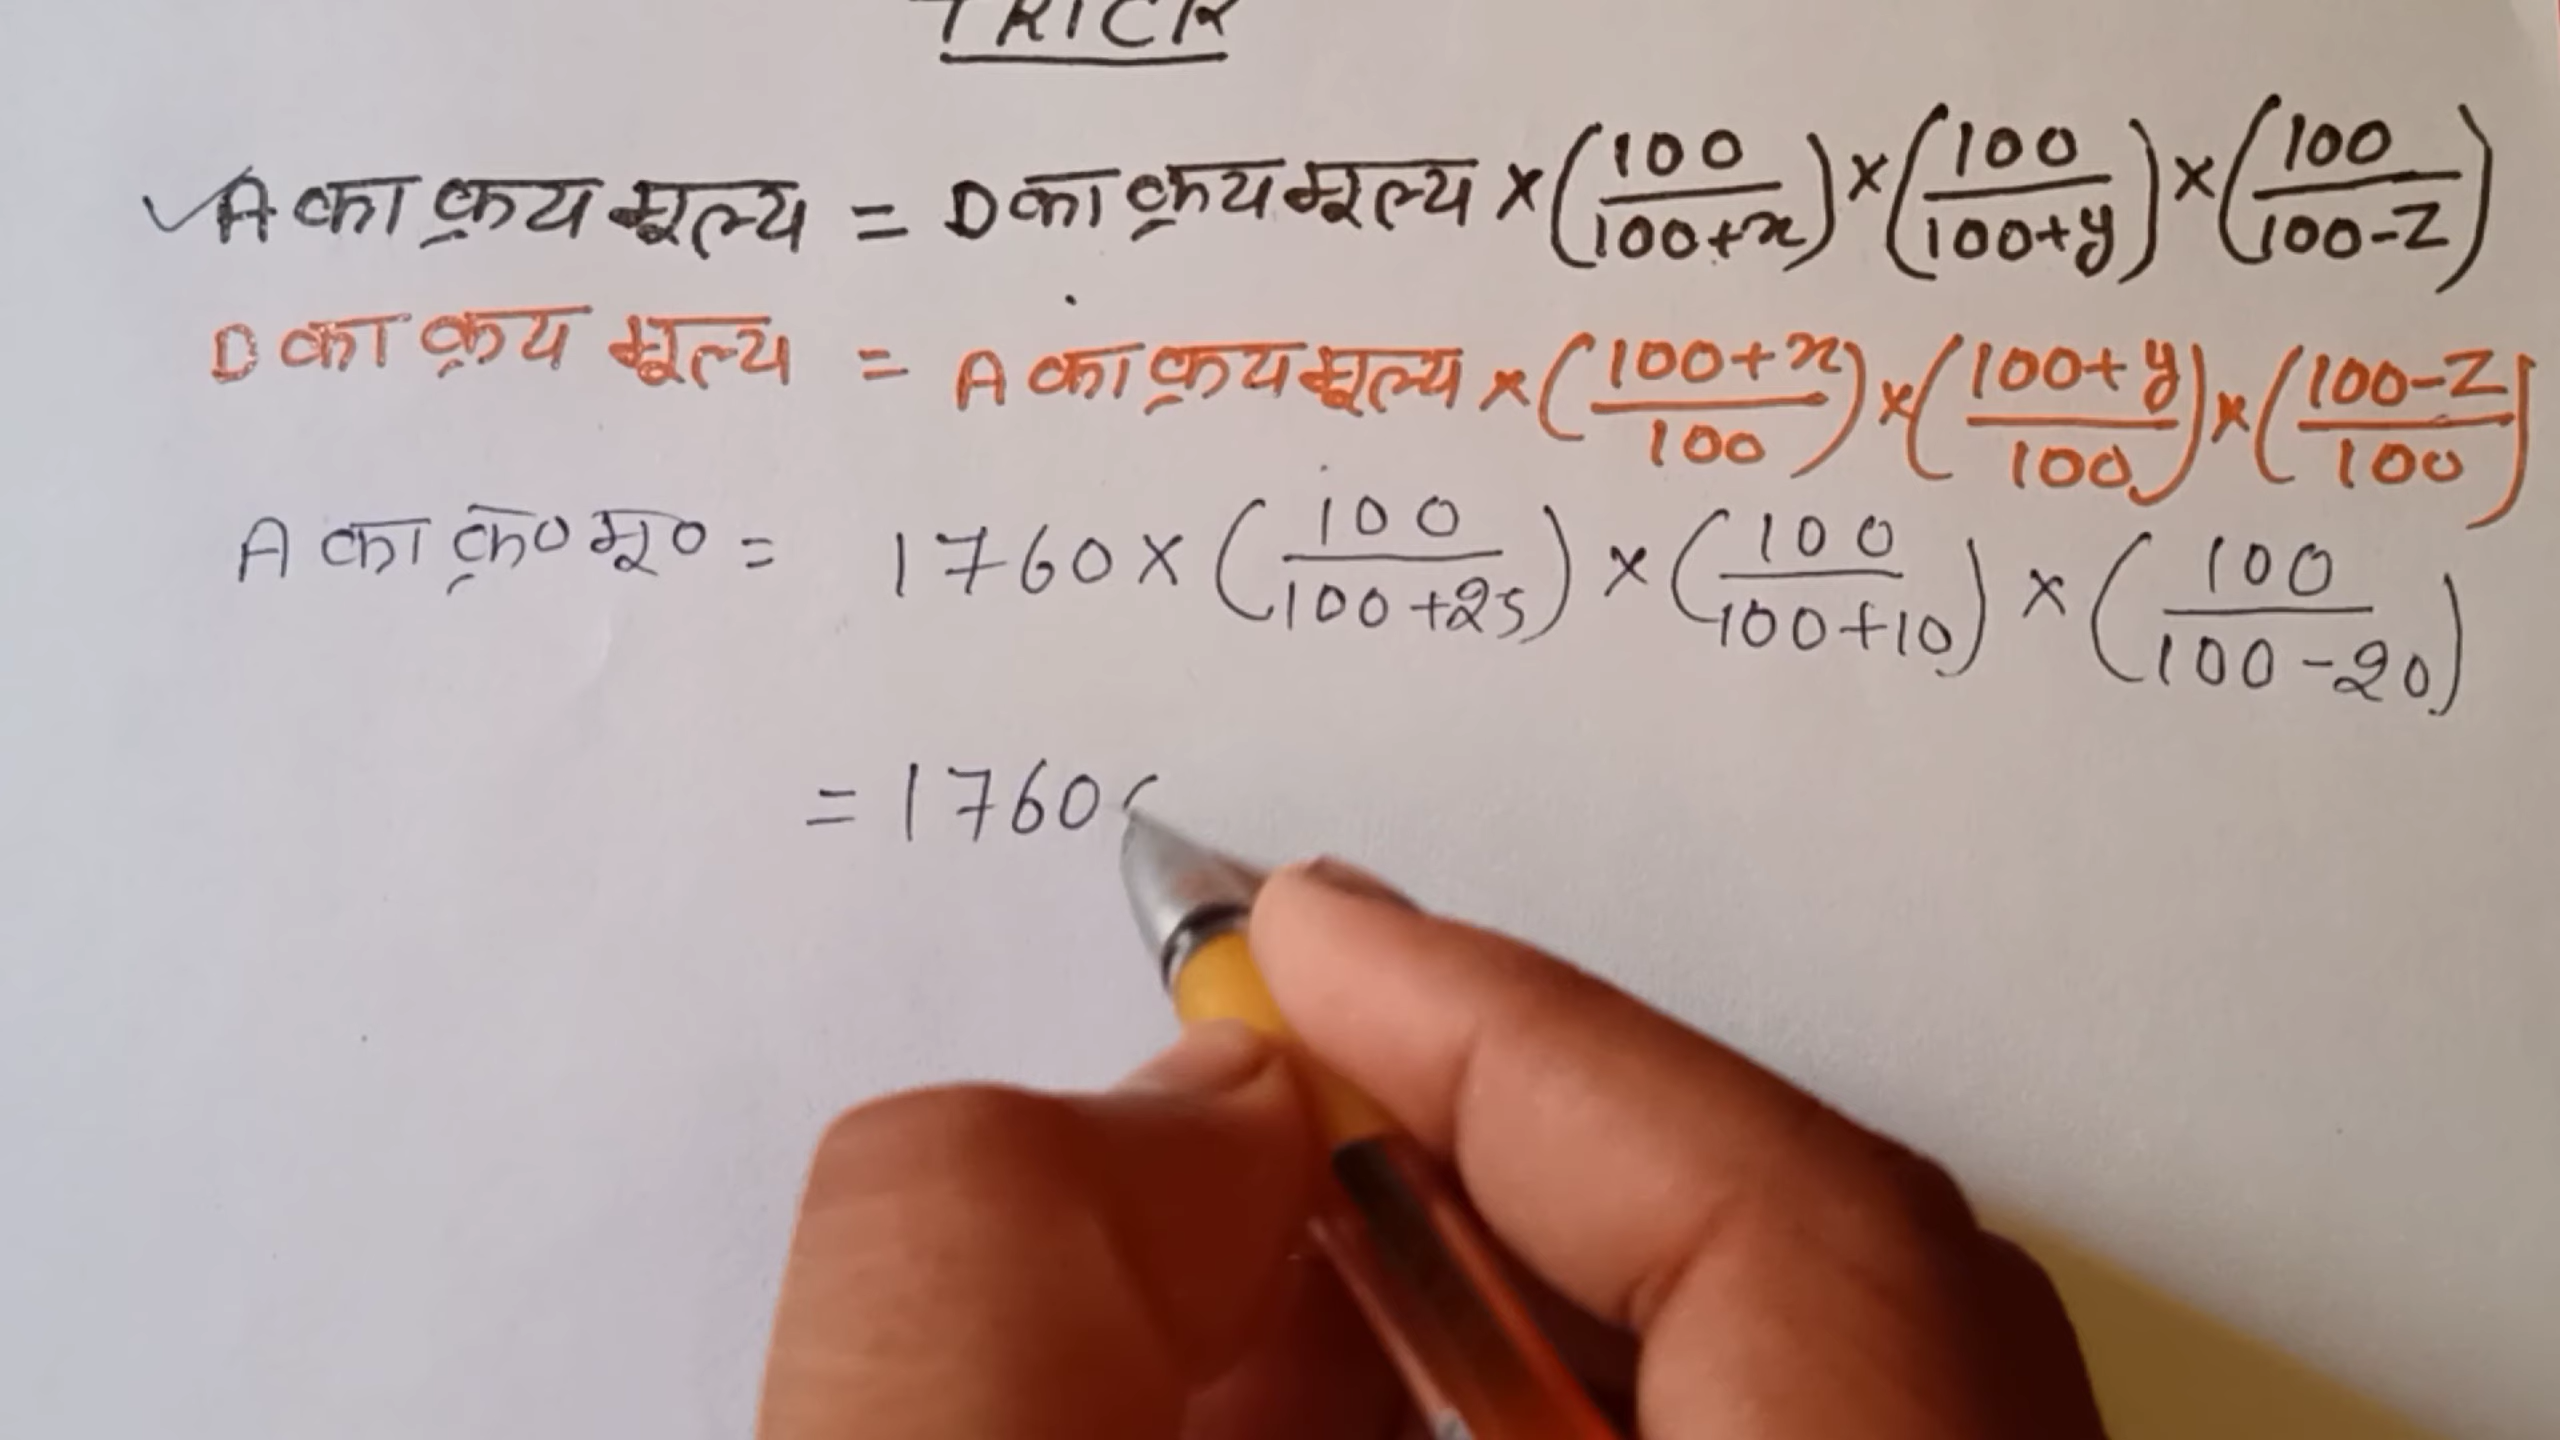 TRICK
A का क्रय मूल्य = D का क्रय मूल्य × (100/100+x) × (100/100+y) × (100/100-Z)
D का क्रय मूल्य = A का क्रय मूल्य × (100+x/100) × (100+y/100) × (100-Z/100)
A का क्र० मू० = 1760 × (100/100+25) × (100/100+10) × (100/100-20)
= 1760